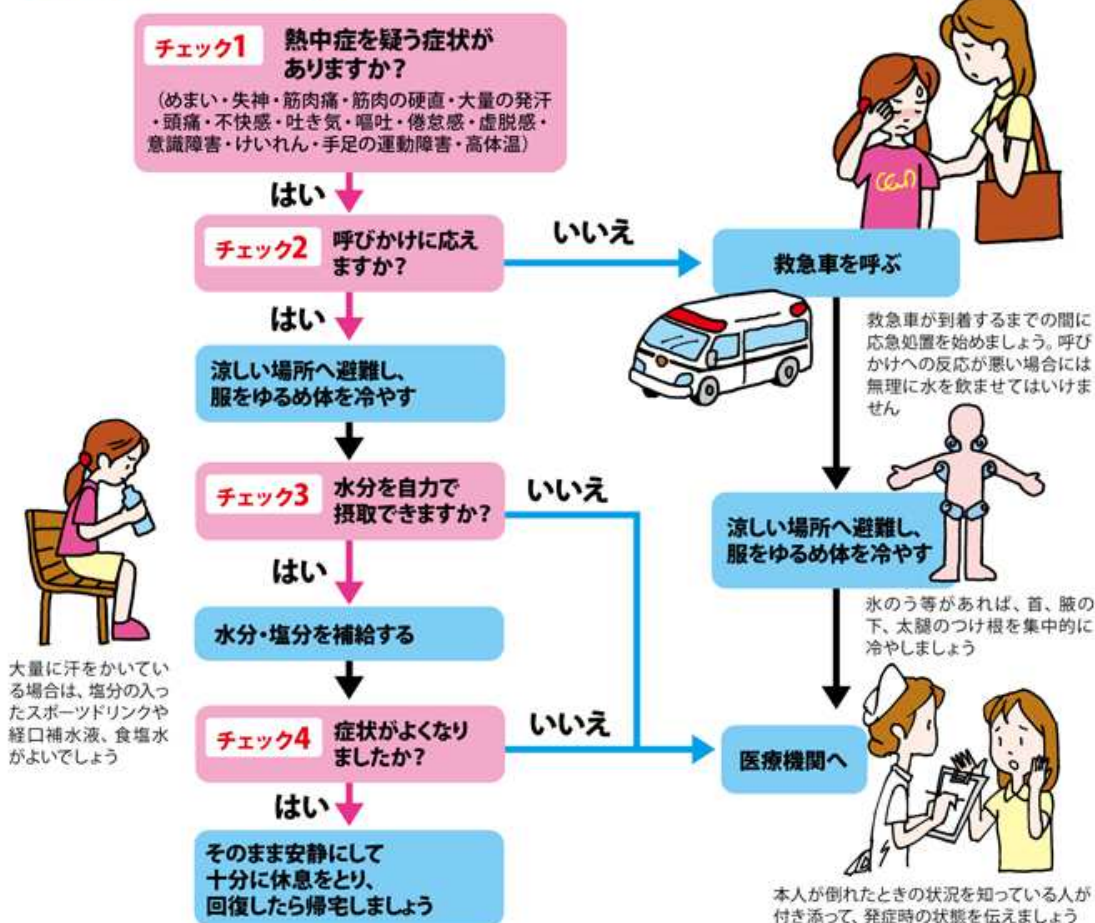 チェック1
熱中症を疑う症状が
ありますか？
（めまい・失神・筋肉痛・筋肉の硬直・大量の発汗
・頭痛・不快感・吐き気・嘔吐・倦怠感・虚脱感・
意識障害・けいれん・手足の運動障害・高体温）
はい
チェック2
呼びかけに応え
ますか？
いいえ
救急車を呼ぶ
救急車が到着するまでの間に
応急処置を始めましょう。呼び
かけへの反応が悪い場合には
無理に水を飲ませてはいけま
せん
はい
涼しい場所へ避難し、
服をゆるめ体を冷やす
チェック3
水分を自力で
摂取できますか？
いいえ
涼しい場所へ避難し、
服をゆるめ体を冷やす
氷のう等があれば、首、腋の
下、太腿のつけ根を集中的に
冷やしましょう
はい
水分・塩分を補給する
大量に汗をかいてい
る場合は、塩分の入っ
たスポーツドリンクや
経口補水液、食塩水
がよいでしょう
チェック4
症状がよくなり
ましたか？
いいえ
医療機関へ
はい
そのまま安静にして
十分に休息をとり、
回復したら帰宅しましょう
本人が倒れたときの状況を知っている人が
付き添って、発症時の状態を伝えましょう